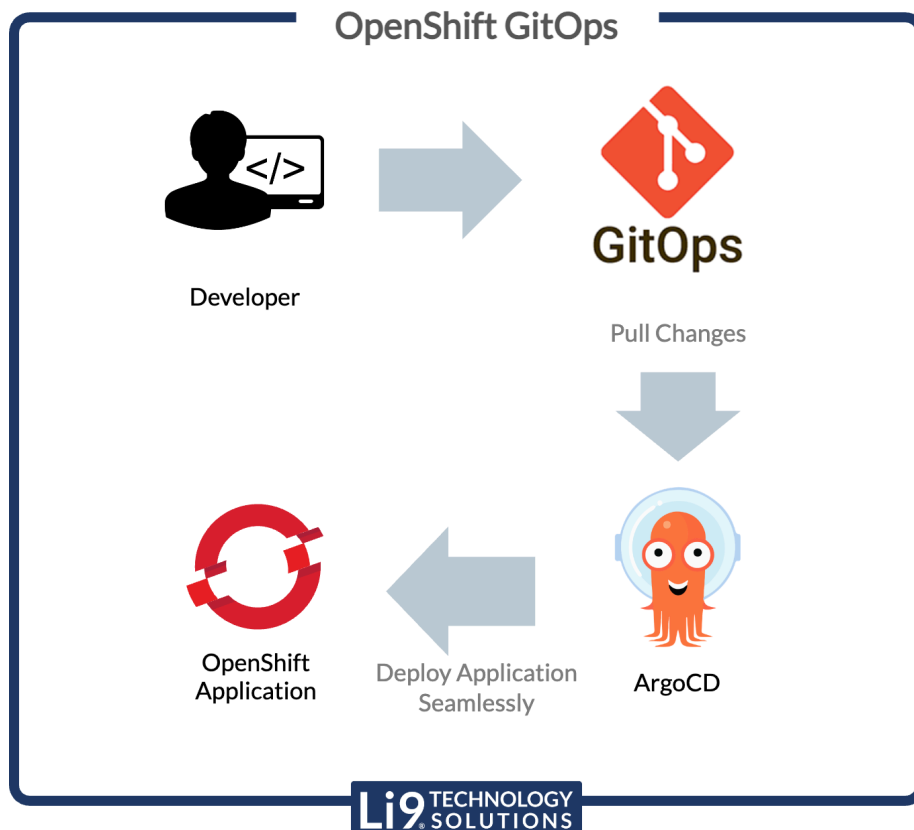 OpenShift GitOps
</>
Developer
GitOps
Pull Changes
OpenShift
Application
Deploy Application
Seamlessly
ArgoCD
Li9® TECHNOLOGY
SOLUTIONS